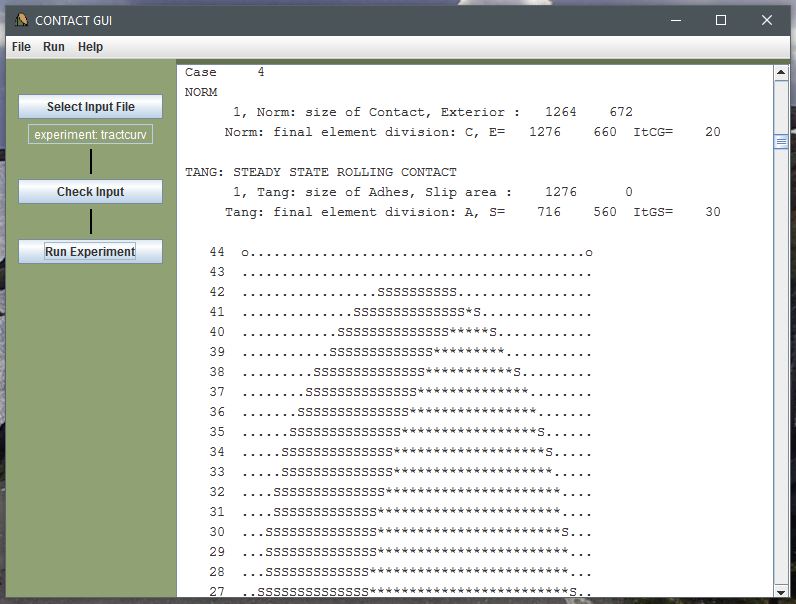 CONTACT GUI
File Run Help
Select Input File
experiment: tractcurv
Check Input
Run Experiment
Case 4
NORM
1, Norm: size of Contact, Exterior : 1264 672
Norm: final element division: C, E= 1276 660 ItCG= 20
TANG: STEADY STATE ROLLING CONTACT
1, Tang: size of Adhes, Slip area : 1276 0
Tang: final element division: A, S= 716 560 ItGS= 30
44 o..........................................o
43 ............................................
42 .................SSSSSSSSSS.................
41 ..............SSSSSSSSSSSSSS*S..............
40 ............SSSSSSSSSSSSSS*****S............
39 ...........SSSSSSSSSSSSS*********...........
38 .........SSSSSSSSSSSSSS***********S.........
37 ........SSSSSSSSSSSSSS**************........
36 .......SSSSSSSSSSSSSS****************.......
35 ......SSSSSSSSSSSSSS*****************S......
34 .....SSSSSSSSSSSSSS*******************S.....
33 .....SSSSSSSSSSSSSS********************.....
32 ....SSSSSSSSSSSSSS**********************....
31 ....SSSSSSSSSSSSS***********************....
30 ...SSSSSSSSSSSSSS***********************S...
29 ...SSSSSSSSSSSSSS************************...
28 ...SSSSSSSSSSSSS*************************...
27 ..SSSSSSSSSSSSSS*************************S..